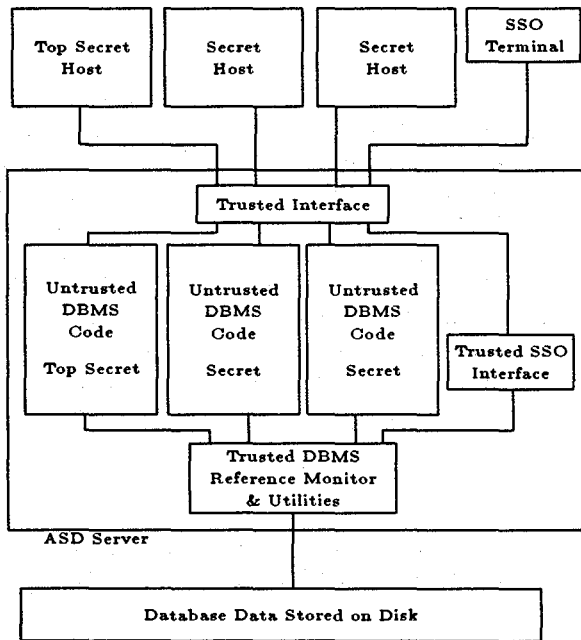 Top Secret
Host
Secret
Host
Secret
Host
SSO
Terminal
Trusted Interface
Untrusted
DBMS
Code
Top Secret
Untrusted
DBMS
Code
Secret
Untrusted
DBMS
Code
Secret
Trusted SSO
Interface
Trusted DBMS
Reference Monitor
& Utilities
ASD Server
Database Data Stored on Disk